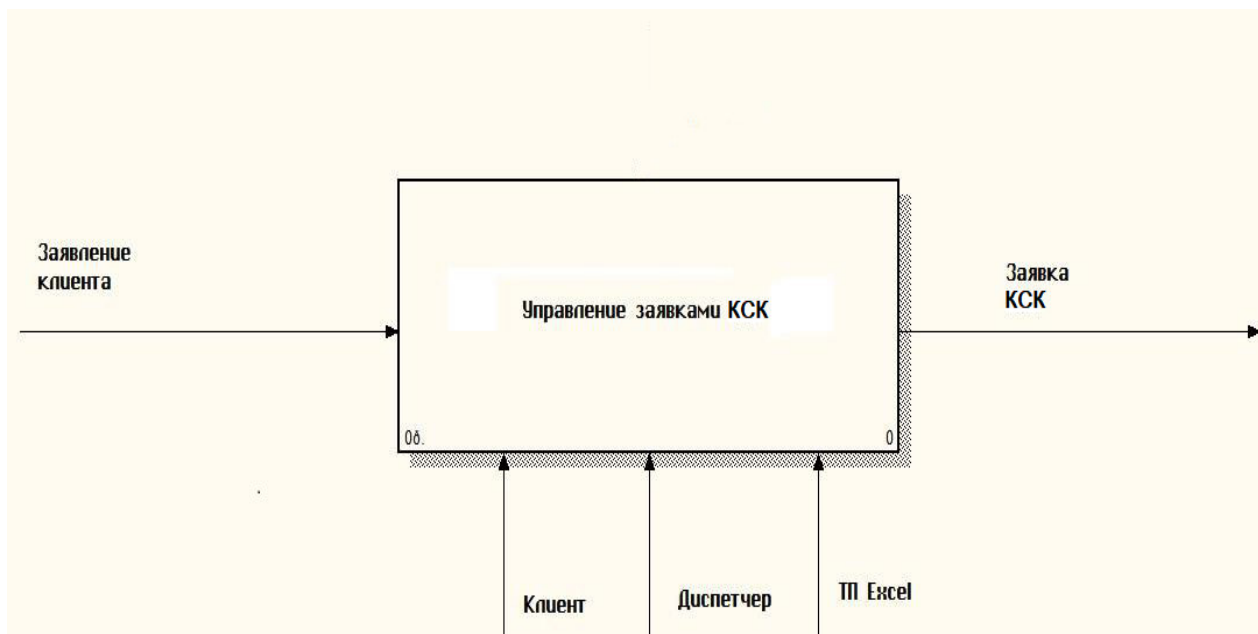 Заявление
клиента
Управление заявками КСК
Заявка
КСК
0б.
0
Клиент
Диспетчер
ТП Excel